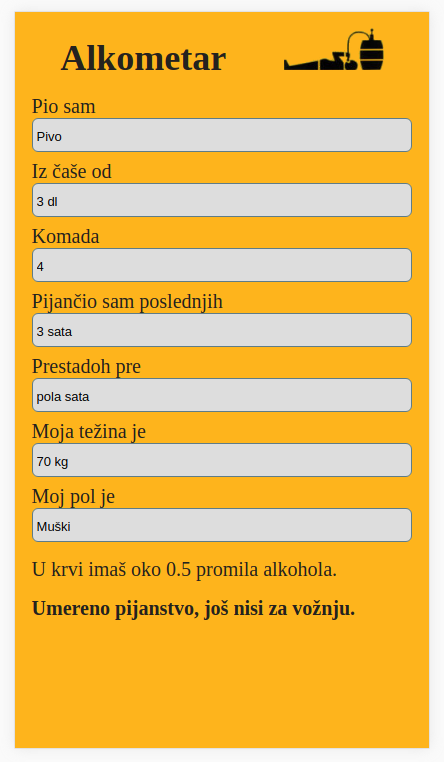 Alkometar
Pio sam
Pivo
Iz čaše od
3 dl
Komada
4
Pijančio sam poslednjih
3 sata
Prestadoh pre
pola sata
Moja težina je
70 kg
Moj pol je
Muški
U krvi imaš oko 0.5 promila alkohola.
Umereno pijanstvo, još nisi za vožnju.